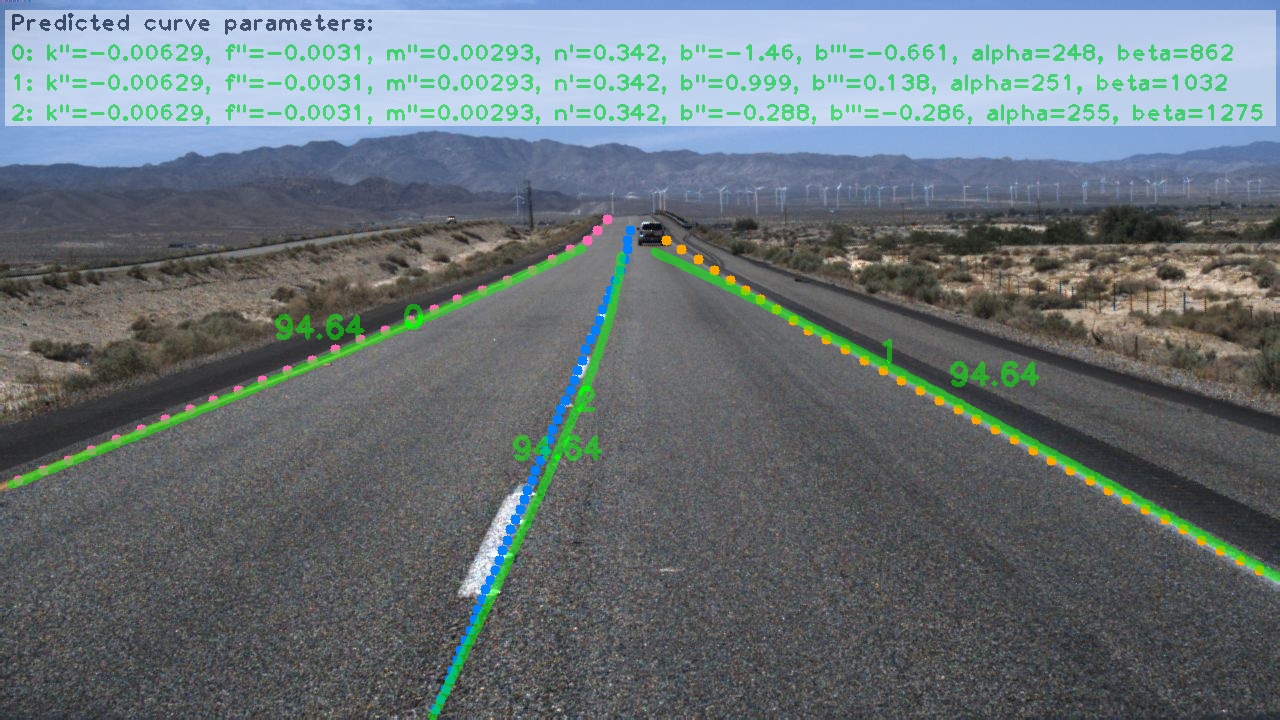 Predicted curve parameters:
0: k''=-0.00629, f''=-0.0031, m''=0.00293, n'=0.342, b''=-1.46, b'''=-0.661, alpha=248, beta=862
1: k''=-0.00629, f''=-0.0031, m''=0.00293, n'=0.342, b''=0.999, b'''=0.138, alpha=251, beta=1032
2: k''=-0.00629, f''=-0.0031, m''=0.00293, n'=0.342, b''=-0.288, b'''=-0.286, alpha=255, beta=1275
94.64 0
1
94.64
2
94.64